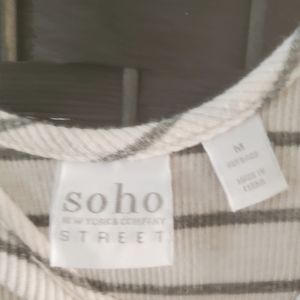 soho
NEW YORK & COMPANY
STREET
M
MADE IN